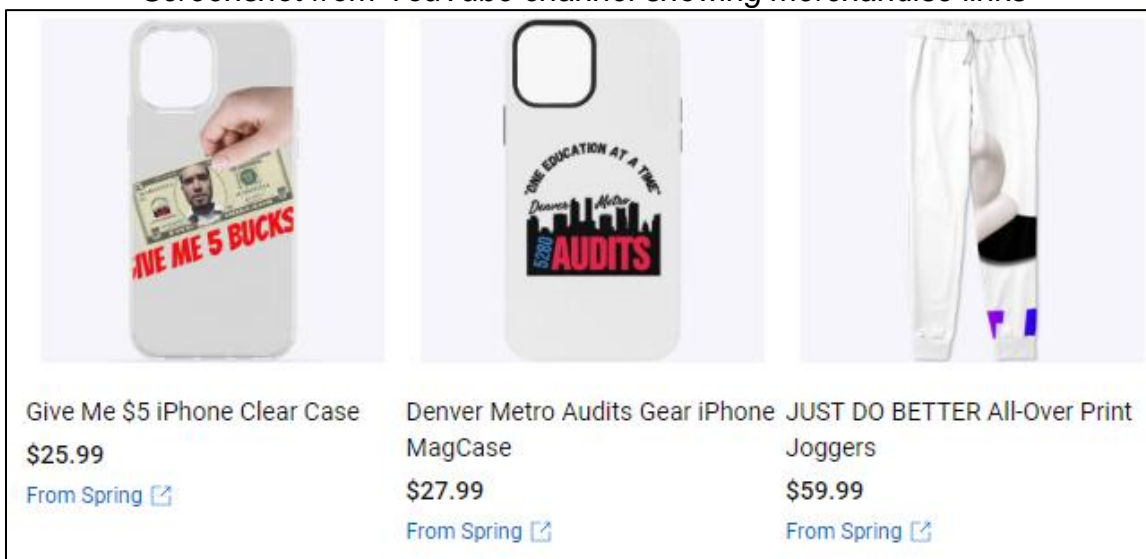 Screenshot from YouTube channel showing merchandise links
GIVE ME 5 BUCKS
"ONE EDUCATION AT A TIME"
Denver Metro
5280
AUDITS
Give Me $5 iPhone Clear Case
$25.99
From Spring
Denver Metro Audits Gear iPhone
MagCase
$27.99
From Spring
JUST DO BETTER All-Over Print
Joggers
$59.99
From Spring